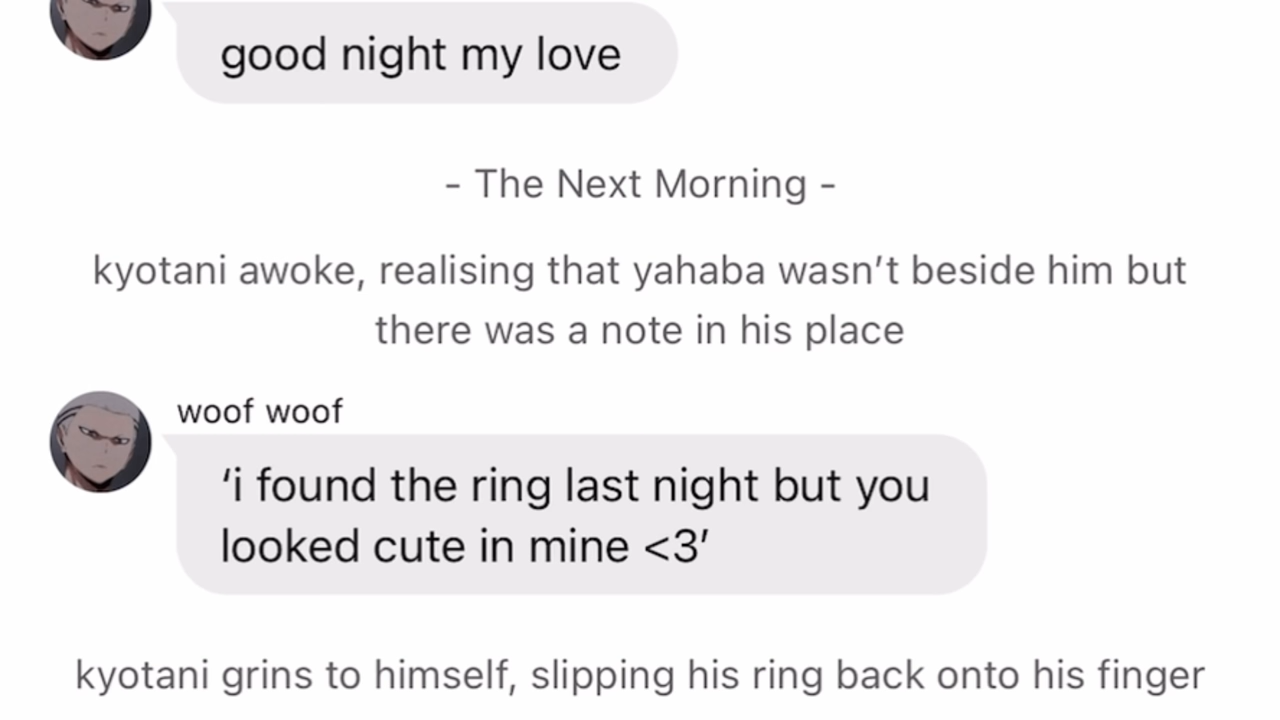 good night my love
- The Next Morning -
kyotani awoke, realising that yahaba wasn’t beside him but
there was a note in his place
woof woof
‘i found the ring last night but you
looked cute in mine <3’
kyotani grins to himself, slipping his ring back onto his finger